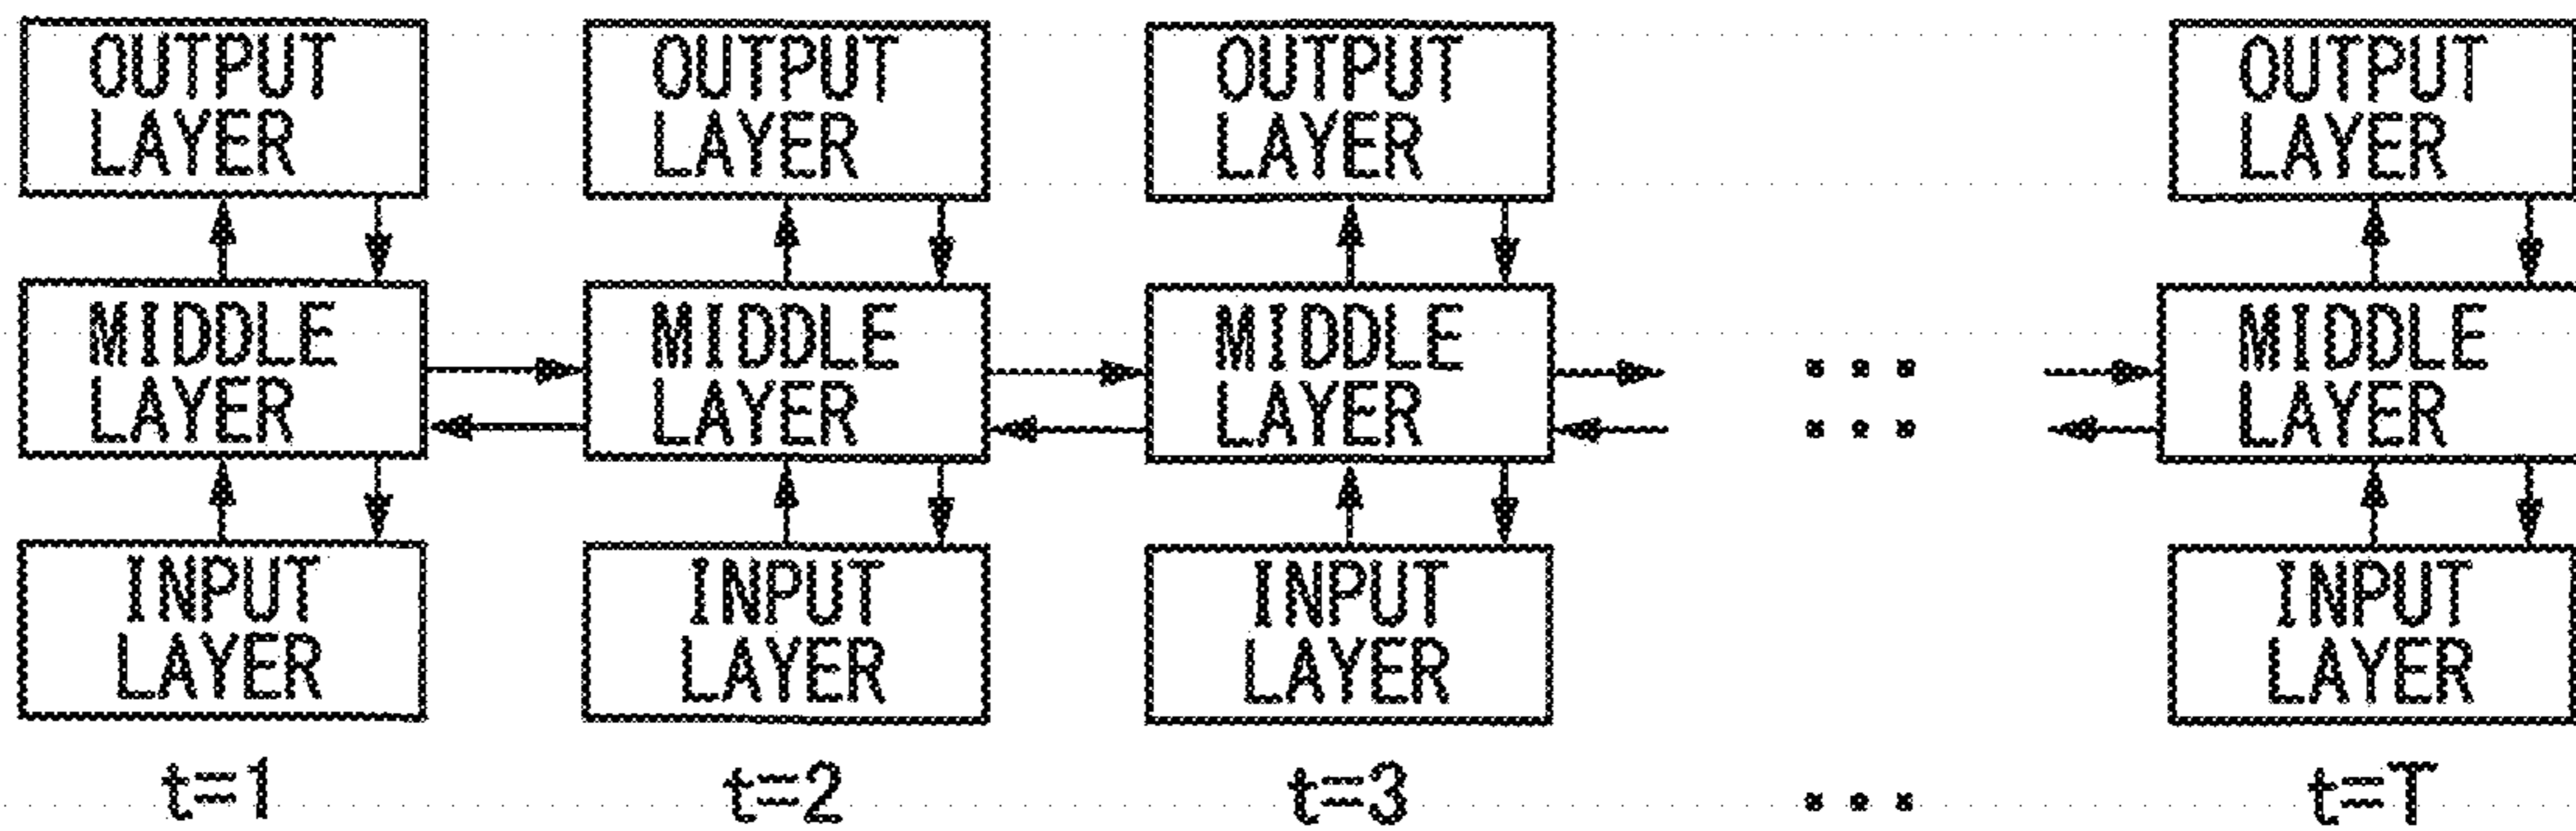 OUTPUT
LAYER
OUTPUT
LAYER
OUTPUT
LAYER
OUTPUT
LAYER
MIDDLE
LAYER
MIDDLE
LAYER
MIDDLE
LAYER
...
...
MIDDLE
LAYER
INPUT
LAYER
INPUT
LAYER
INPUT
LAYER
INPUT
LAYER
t=1
t=2
t=3
...
t=T